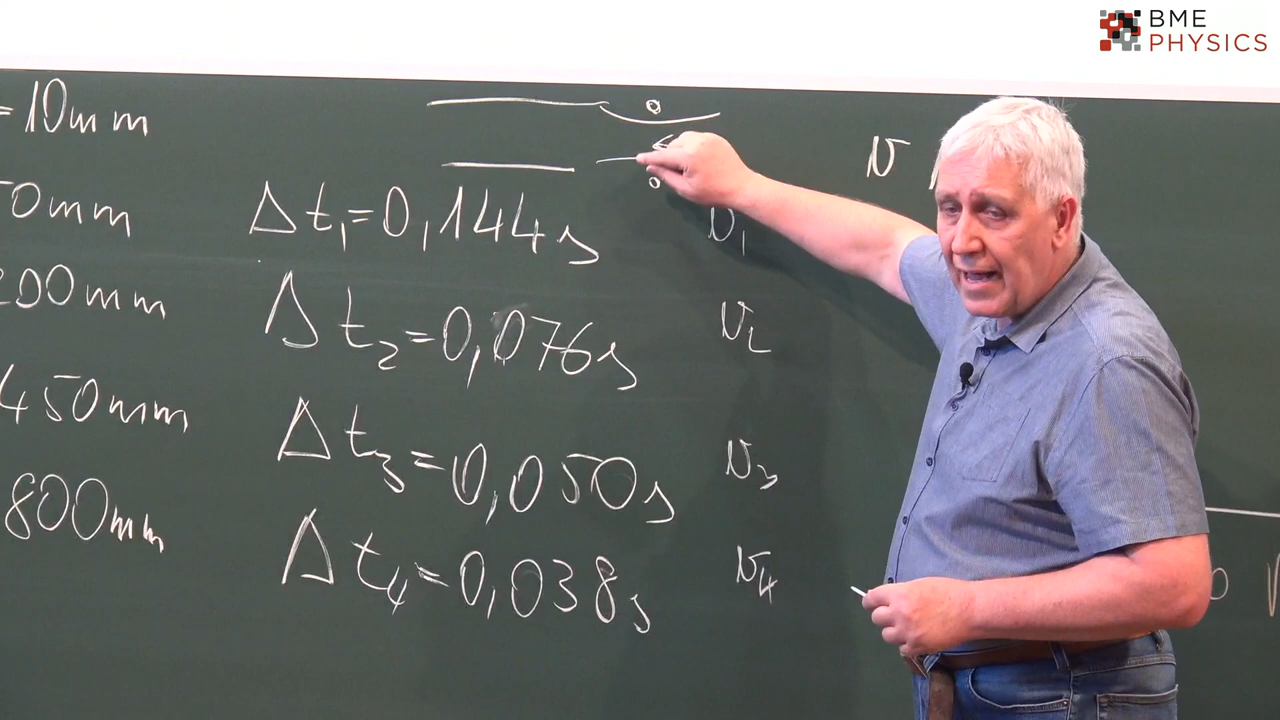 BME
PHYSICS
= 10mm
v
50mm
Δt₁=0,144s
v₁
200mm
Δt₂=0,076s
v₂
450mm
Δt₃=0,050s
v₃
800mm
Δt₄=0,038s
v₄